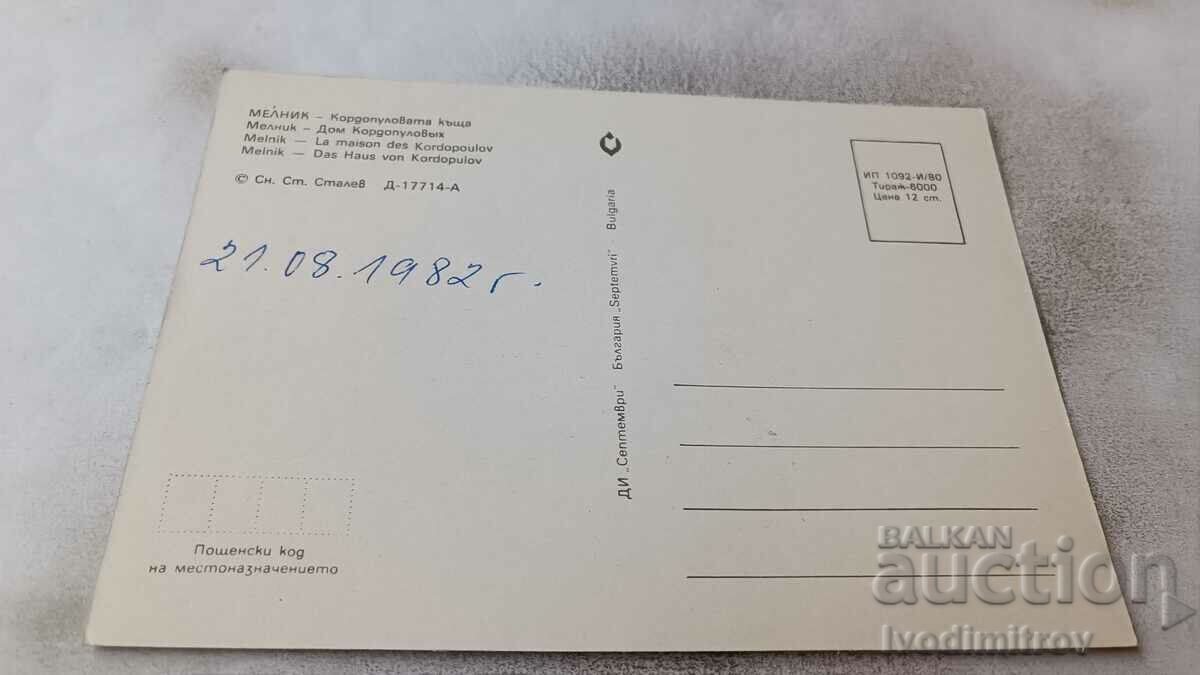 МЕЛНИК – Кордопуловата къща
Мелник – Дом Кордопуловых
Melnik — La maison des Kordopoulov
Melnik — Das Haus von Kordopulov
© Сн. Ст. Сталев Д-17714-А
21.08.1982 г.
Пощенски код
на местоназначението
ДИ „Септември" България „Septemvri" Bulgaria
ИП 1092-И/80
Тираж-8000
Цена 12 ст.
BALKAN
auction
Ivodimitrov